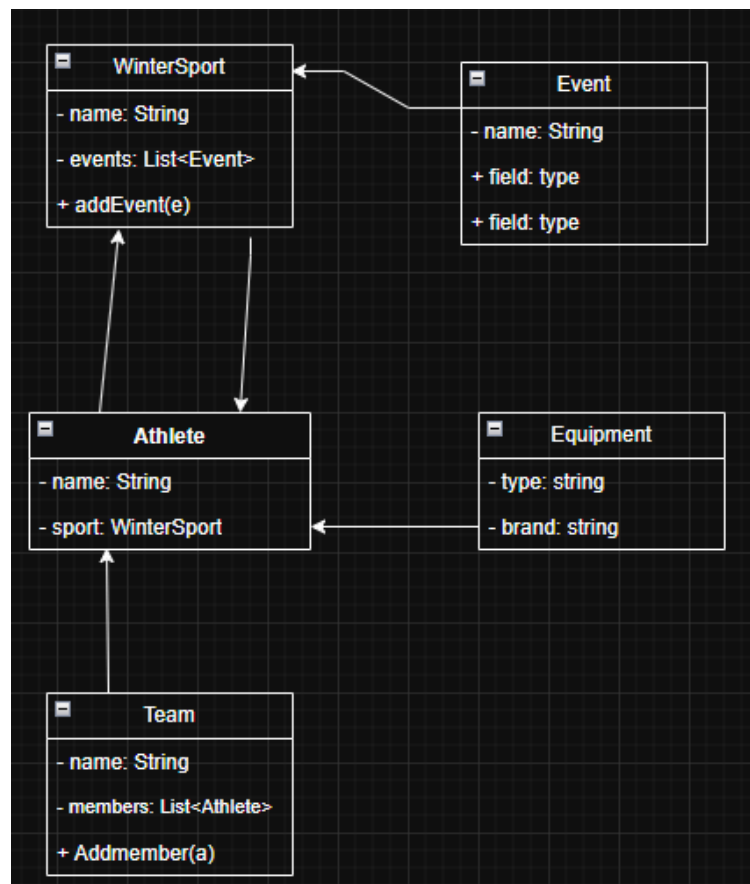 WinterSport
- name: String
- events: List<Event>
+ addEvent(e)
Event
- name: String
+ field: type
+ field: type
Athlete
- name: String
- sport: WinterSport
Equipment
- type: string
- brand: string
Team
- name: String
- members: List<Athlete>
+ Addmember(a)